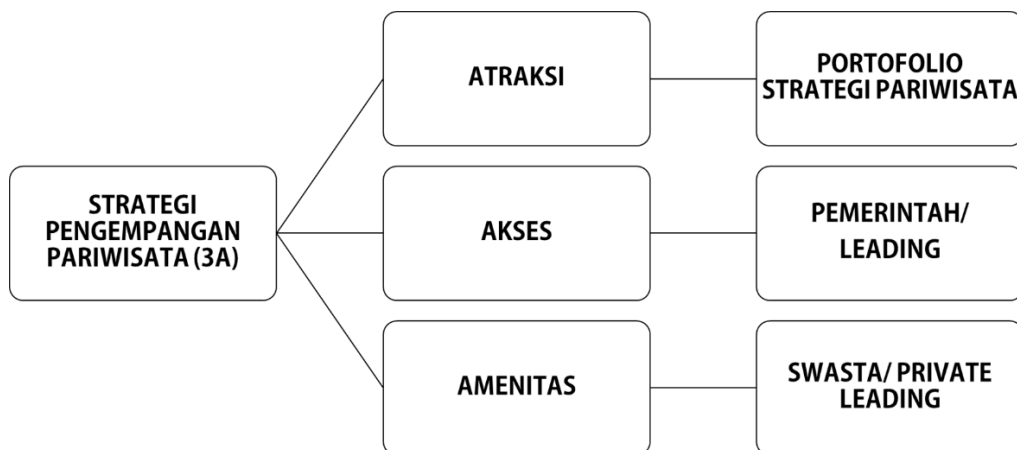 ATRAKSI
PORTOFOLIO
STRATEGI PARIWISATA
STRATEGI
PENGEMPANGAN
PARIWISATA (3A)
AKSES
PEMERINTAH/
LEADING
AMENITAS
SWASTA/ PRIVATE
LEADING